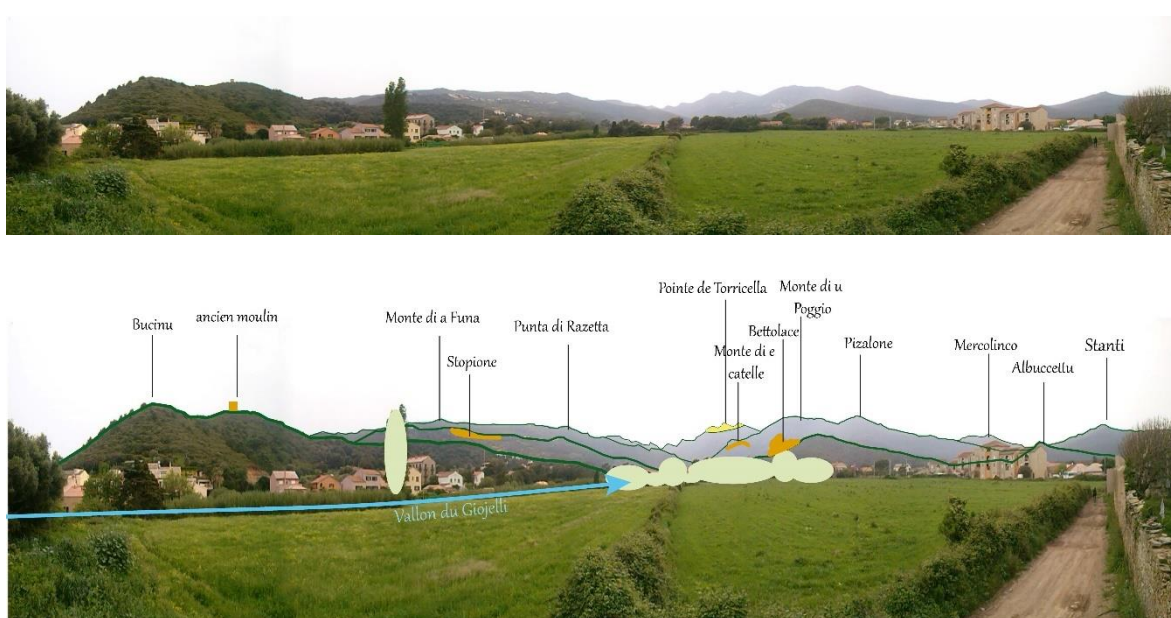 Bucinu
ancien moulin
Monte di a Funa
Stopione
Punta di Razetta
Pointe de Torricella
Monte di e
catelle
Bettolace
Monte di u
Poggio
Pizalone
Mercolinco
Albuccettu
Stanti
Vallon du Giojelli